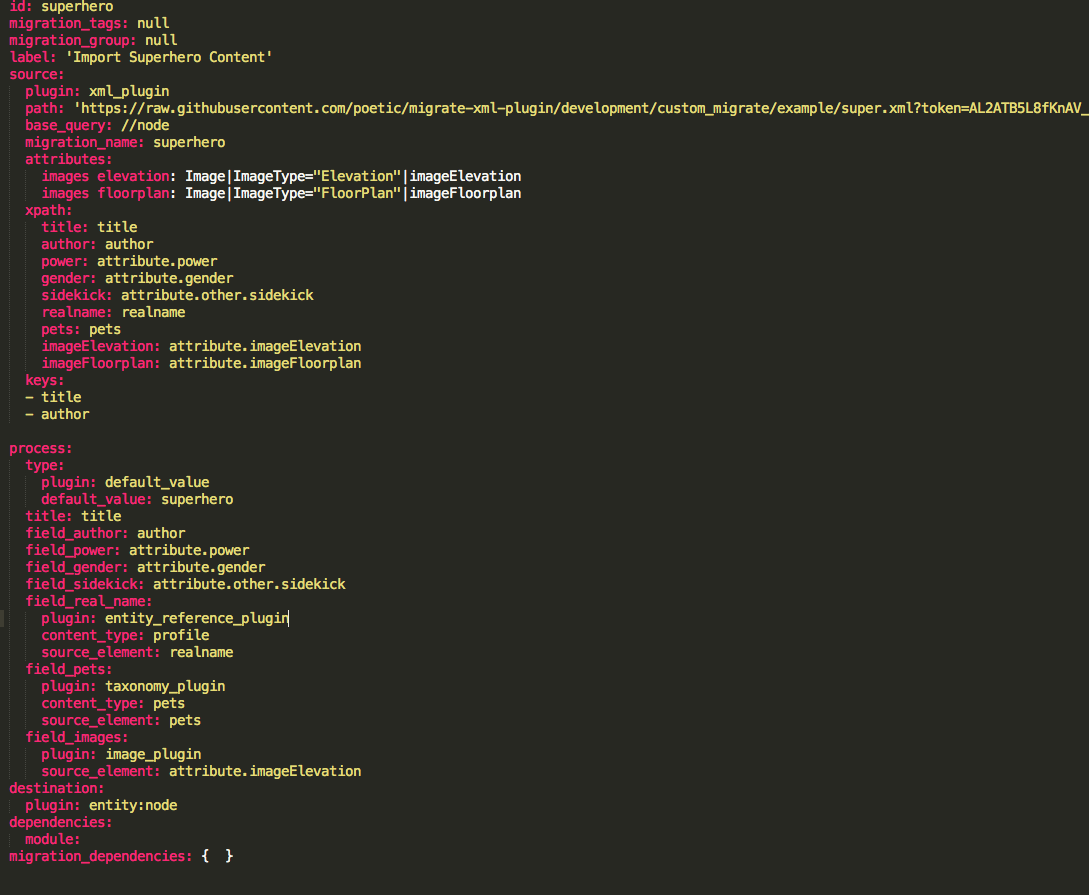 id: superhero
migration_tags: null
migration_group: null
label: 'Import Superhero Content'
source:
  plugin: xml_plugin
  path: 'https://raw.githubusercontent.com/poetic/migrate-xml-plugin/development/custom_migrate/example/super.xml?token=AL2ATB5L8fKnAV_
  base_query: //node
  migration_name: superhero
  attributes:
    images elevation: Image|ImageType="Elevation"|imageElevation
    images floorplan: Image|ImageType="FloorPlan"|imageFloorplan
  xpath:
    title: title
    author: author
    power: attribute.power
    gender: attribute.gender
    sidekick: attribute.other.sidekick
    realname: realname
    pets: pets
    imageElevation: attribute.imageElevation
    imageFloorplan: attribute.imageFloorplan
  keys:
  - title
  - author

process:
  type:
    plugin: default_value
    default_value: superhero
  title: title
  field_author: author
  field_power: attribute.power
  field_gender: attribute.gender
  field_sidekick: attribute.other.sidekick
  field_real_name:
    plugin: entity_reference_plugin
    content_type: profile
    source_element: realname
  field_pets:
    plugin: taxonomy_plugin
    content_type: pets
    source_element: pets
  field_images:
    plugin: image_plugin
    source_element: attribute.imageElevation
destination:
  plugin: entity:node
dependencies:
  module:
migration_dependencies: {  }